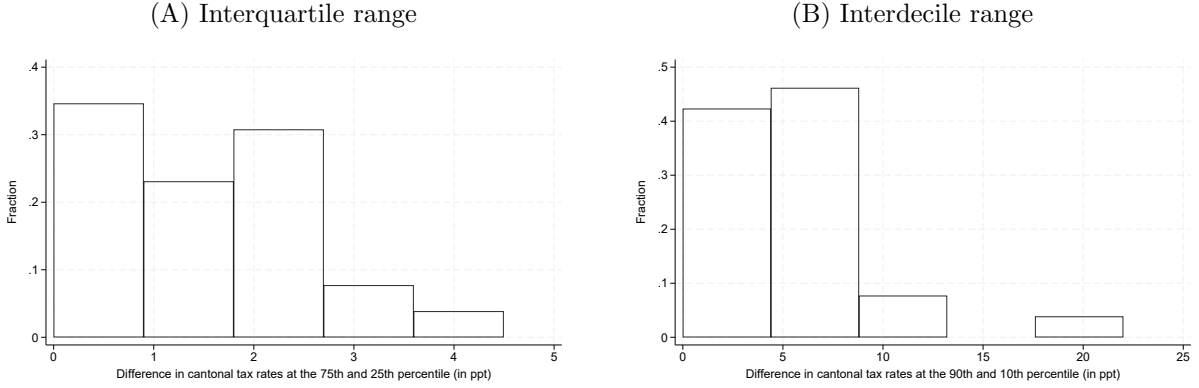 (A) Interquartile range
.4
.3
.2
.1
0
Fraction
0 1 2 3 4 5
Difference in cantonal tax rates at the 75th and 25th percentile (in ppt)
(B) Interdecile range
.5
.4
.3
.2
.1
0
Fraction
0 5 10 15 20 25
Difference in cantonal tax rates at the 90th and 10th percentile (in ppt)